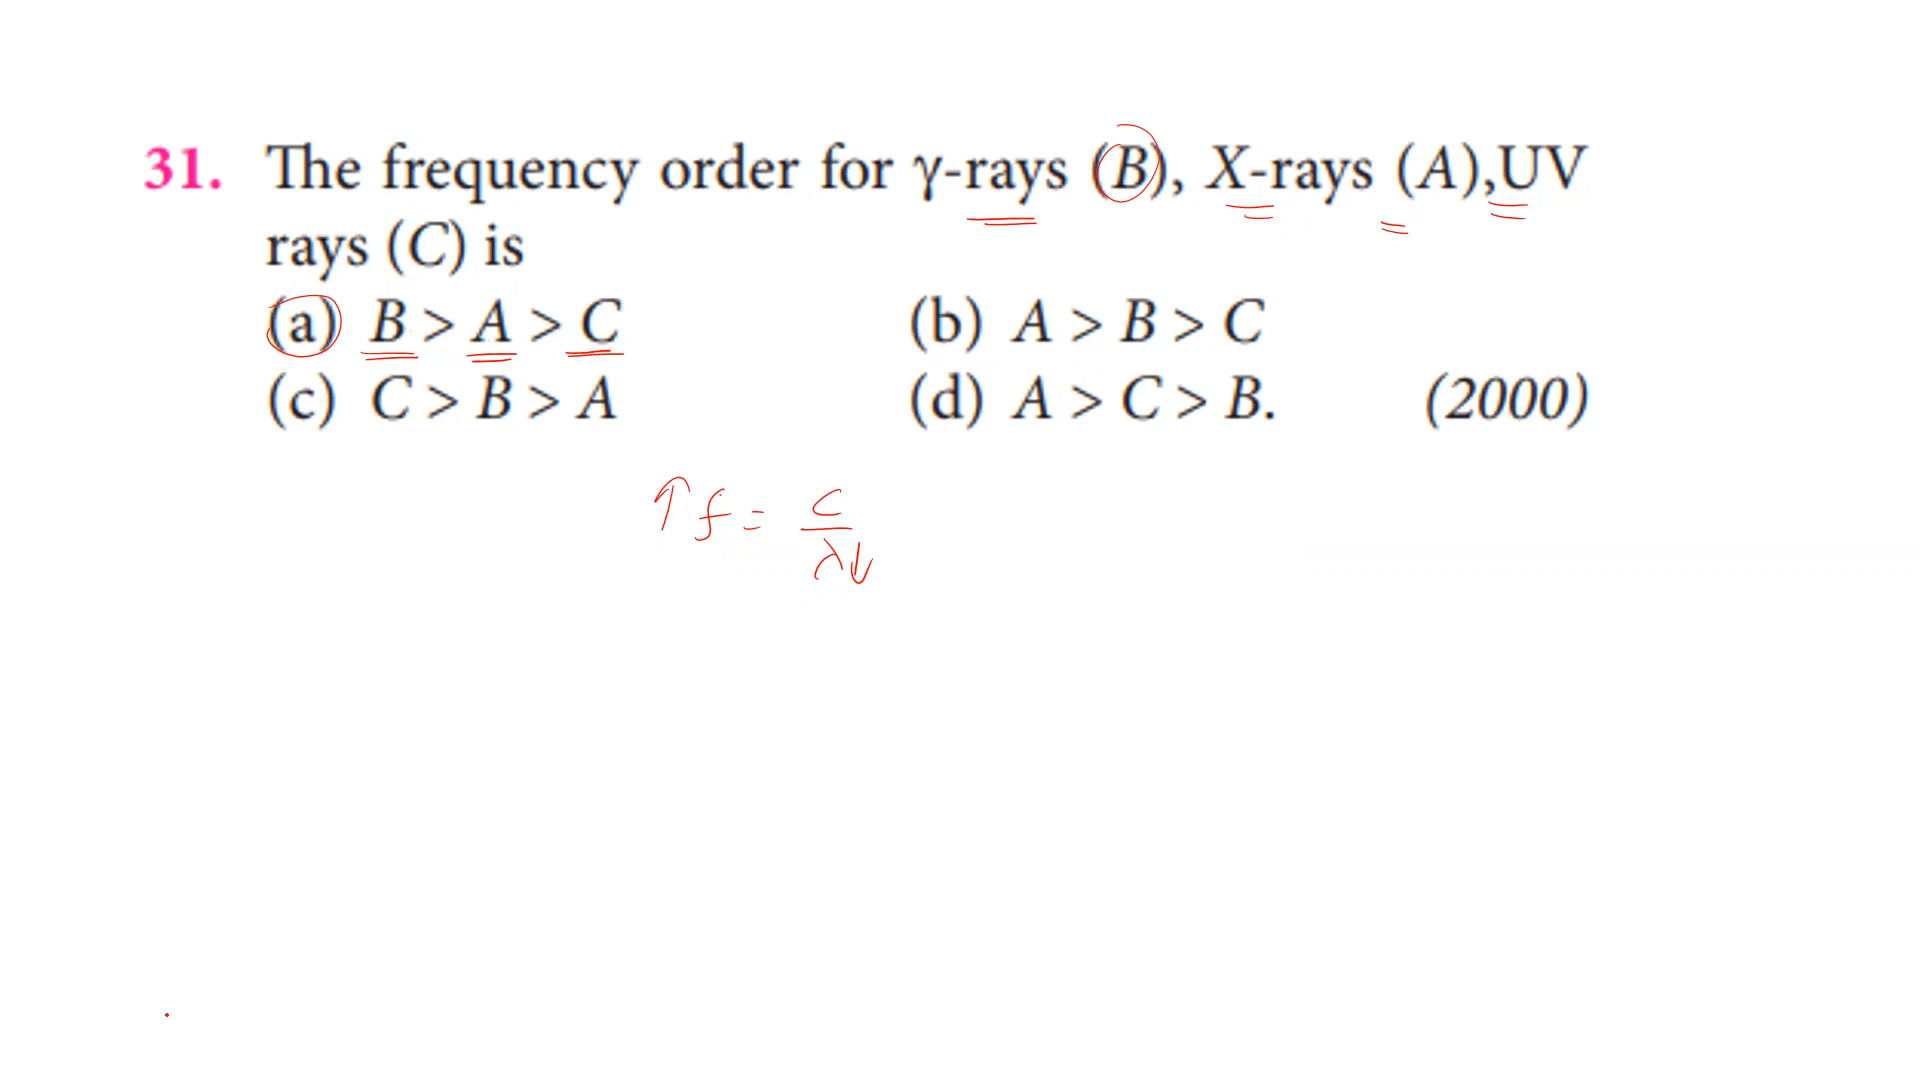 31. The frequency order for γ-rays (B), X-rays (A),UV
rays (C) is
(a) B > A > C (b) A > B > C
(c) C > B > A (d) A > C > B. (2000)
↑ f = c
λ↓